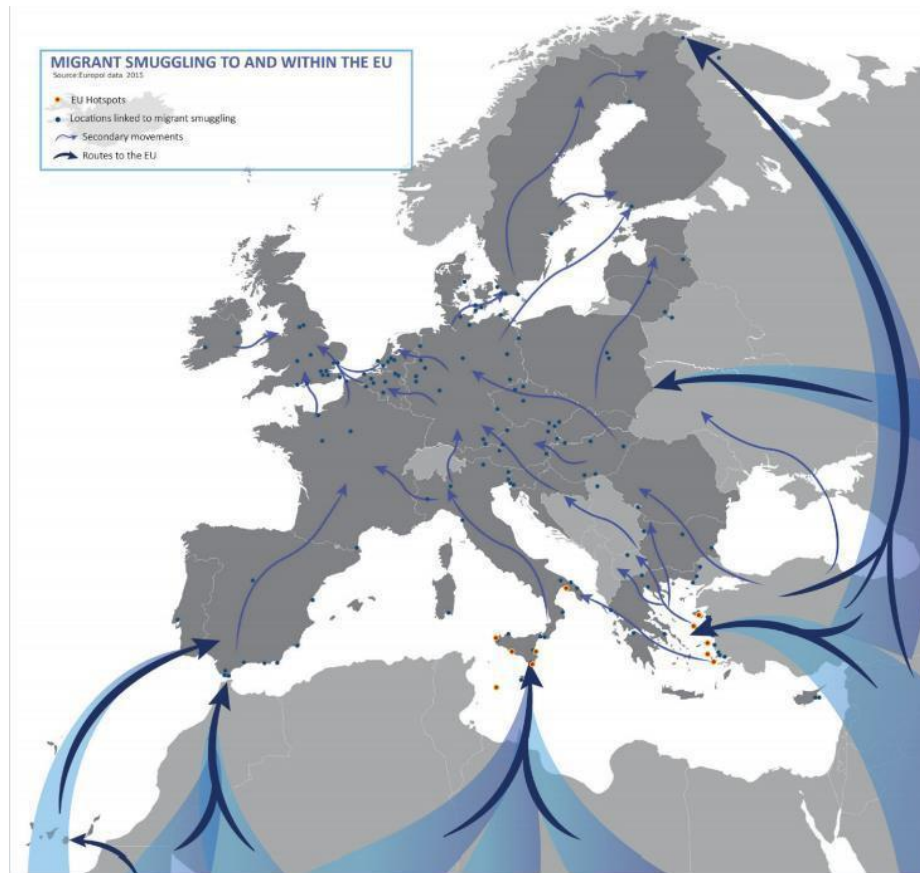 MIGRANT SMUGGLING TO AND WITHIN THE EU
Source:Europol data 2015
EU Hotspots
Locations linked to migrant smuggling
Secondary movements
Routes to the EU